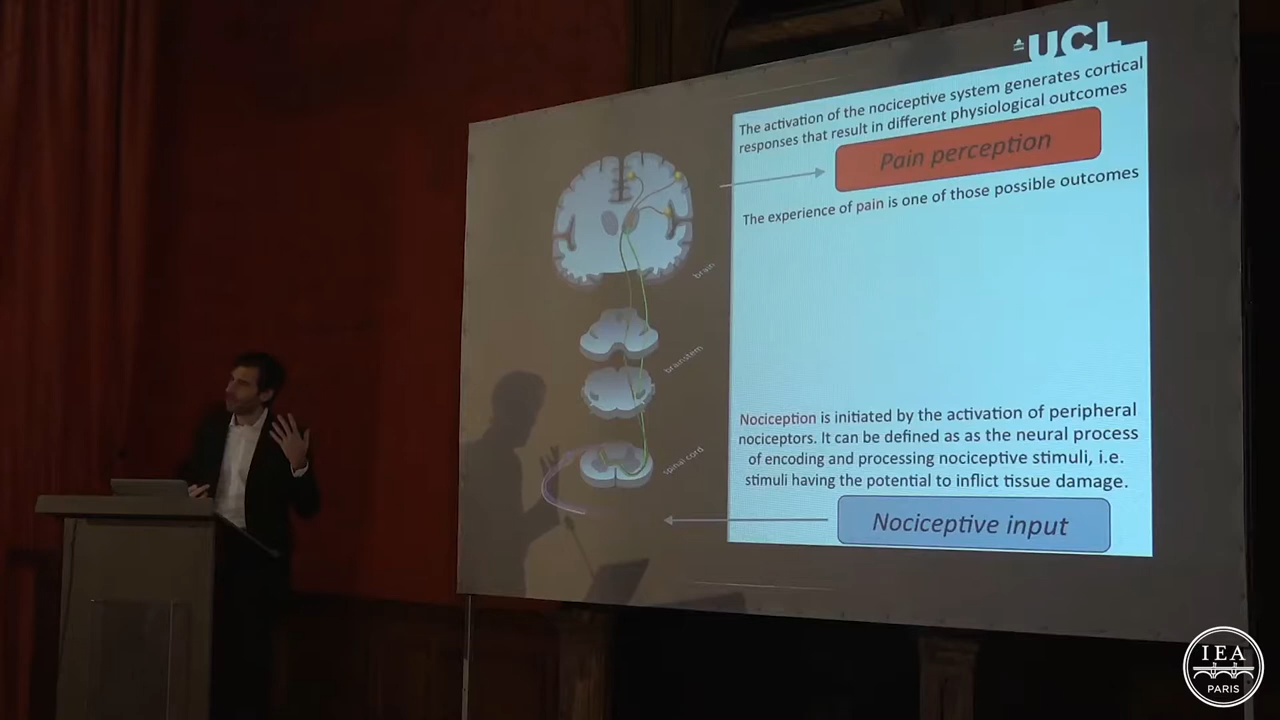 UCL
The activation of the nociceptive system generates cortical
responses that result in different physiological outcomes
Pain perception
The experience of pain is one of those possible outcomes
brain
brainstem
spinal cord
Nociception is initiated by the activation of peripheral
nociceptors. It can be defined as as the neural process
of encoding and processing nociceptive stimuli, i.e.
stimuli having the potential to inflict tissue damage.
Nociceptive input
IEA
PARIS